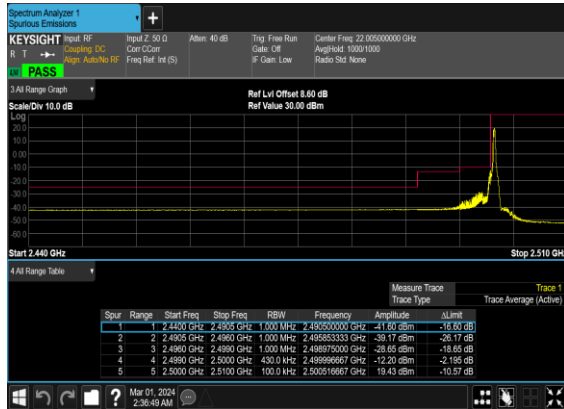 Spectrum Analyzer 1
Spurious Emissions
KEYSIGHT Input: RF Input Z: 50 Ω Atten: 40 dB Trig: Free Run Center Freq: 22.005000000 GHz
R T Coupling: DC Corr CCorr Gate: Off Avg|Hold: 1000/1000
Align: Auto/No RF Freq Ref: Int (S) IF Gain: Low Radio Std: None
PASS
3 All Range Graph
Ref Lvl Offset 8.60 dB
Scale/Div 10.0 dB Ref Value 30.00 dBm
Log
20.0
10.0
0.00
-10.0
-20.0
-30.0
-40.0
-50.0
-60.0
Start 2.440 GHz Stop 2.510 GH
4 All Range Table
Measure Trace Trace 1
Trace Type Trace Average (Active)
Spur Range Start Freq Stop Freq RBW Frequency Amplitude ΔLimit
1 1 2.4400 GHz 2.4905 GHz 1.000 MHz 2.490500000 GHz -41.60 dBm -16.60 dB
2 2 2.4905 GHz 2.4960 GHz 1.000 MHz 2.495853333 GHz -39.17 dBm -26.17 dB
3 3 2.4960 GHz 2.4990 GHz 1.000 MHz 2.498975000 GHz -28.65 dBm -18.65 dB
4 4 2.4990 GHz 2.5000 GHz 430.0 kHz 2.499996667 GHz -12.20 dBm -2.195 dB
5 5 2.5000 GHz 2.5100 GHz 100.0 kHz 2.500516667 GHz 19.43 dBm -10.57 dB
Mar 01, 2024
2:36:49 AM